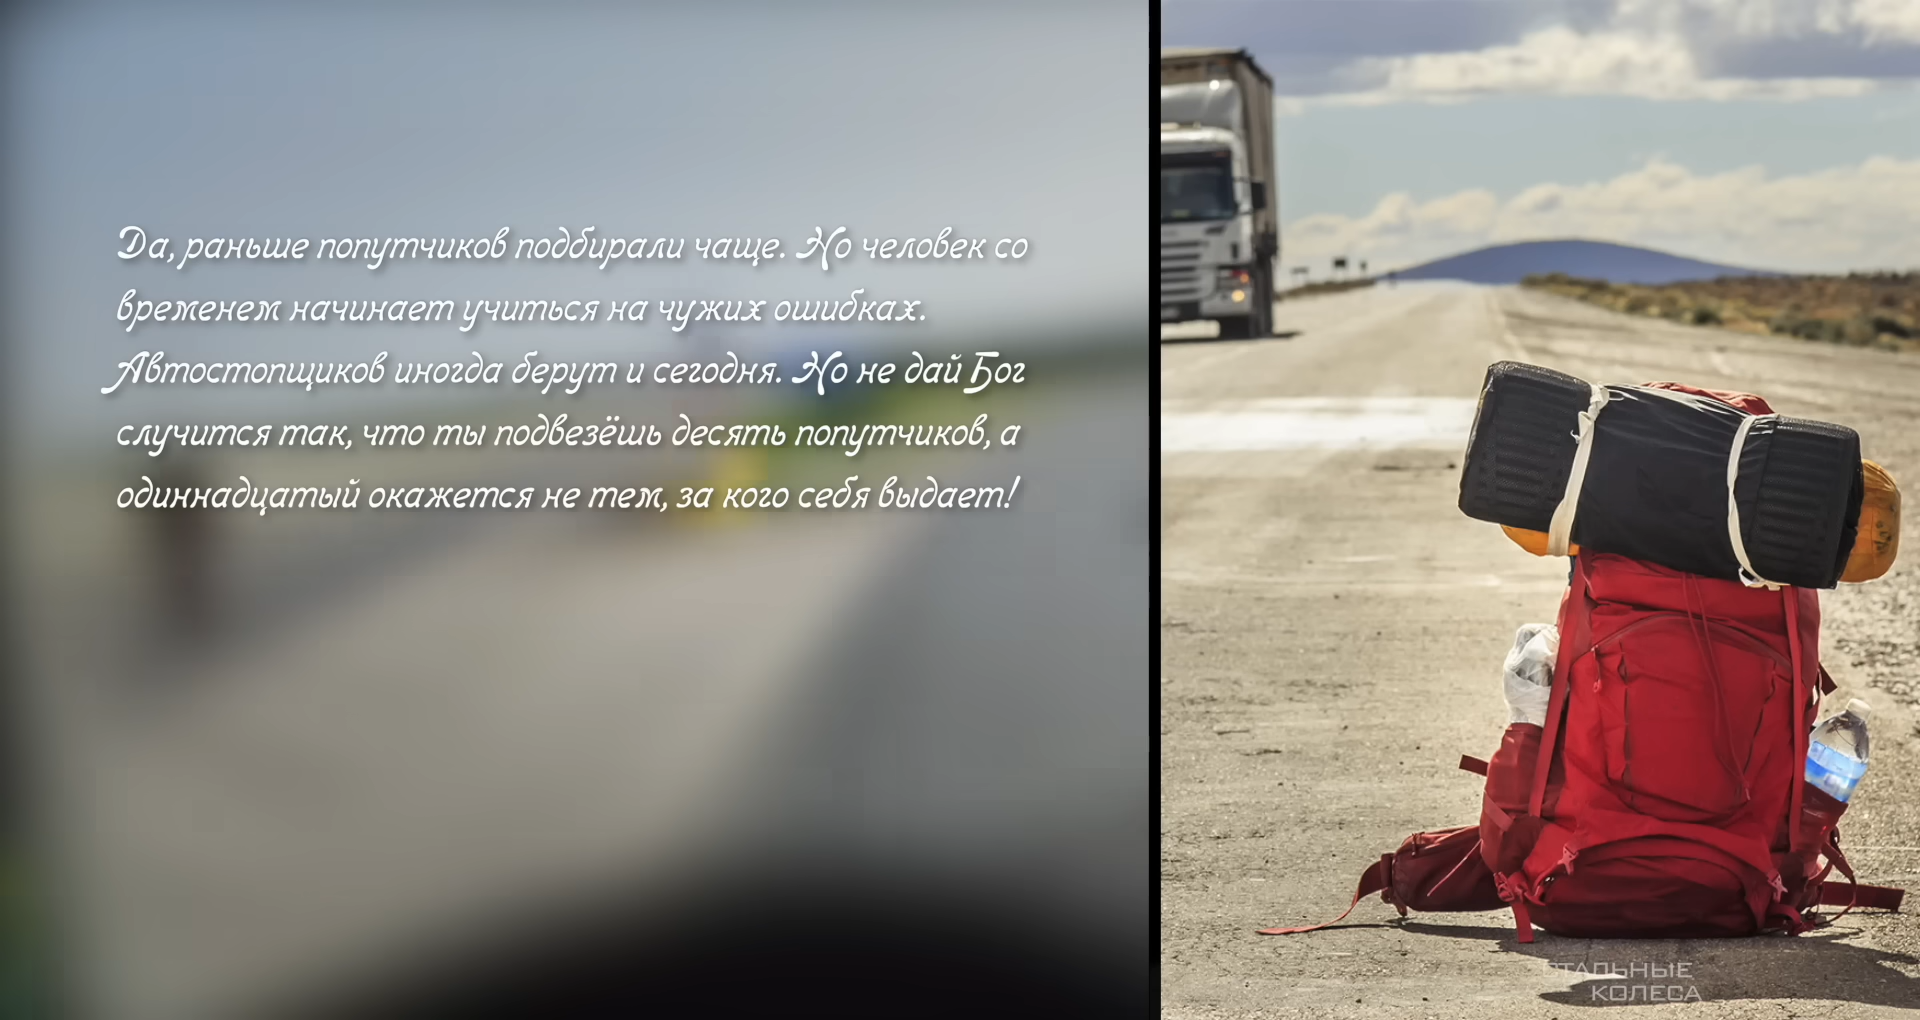 Да, раньше попутчиков подбирали чаще. Но человек со
временем начинает учиться на чужих ошибках.
Автостопщиков иногда берут и сегодня. Но не дай Бог
случится так, что ты подвезёшь десять попутчиков, а
одиннадцатый окажется не тем, за кого себя выдает!
СТАЛЬНЫЕ
КОЛЕСА